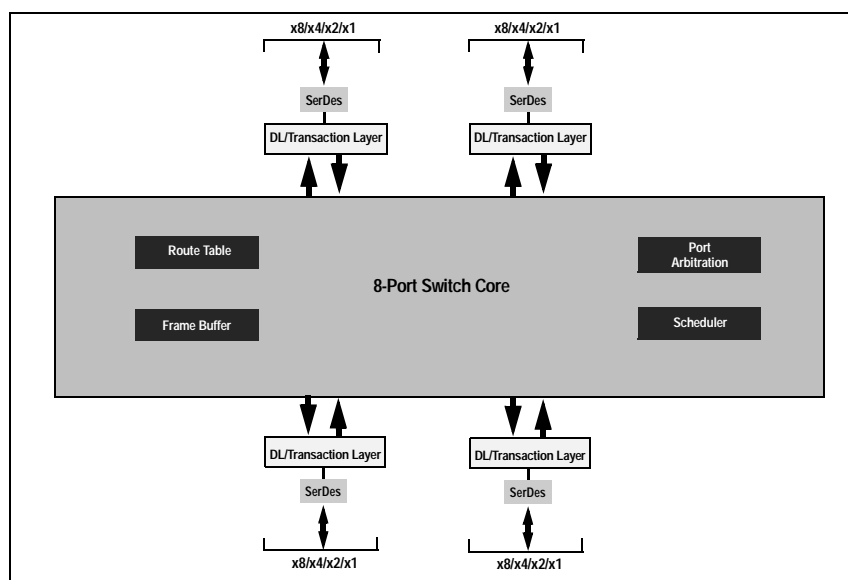 x8/x4/x2/x1
x8/x4/x2/x1
SerDes
SerDes
DL/Transaction Layer
DL/Transaction Layer
Route Table
Port
Arbitration
8-Port Switch Core
Frame Buffer
Scheduler
DL/Transaction Layer
DL/Transaction Layer
SerDes
SerDes
x8/x4/x2/x1
x8/x4/x2/x1